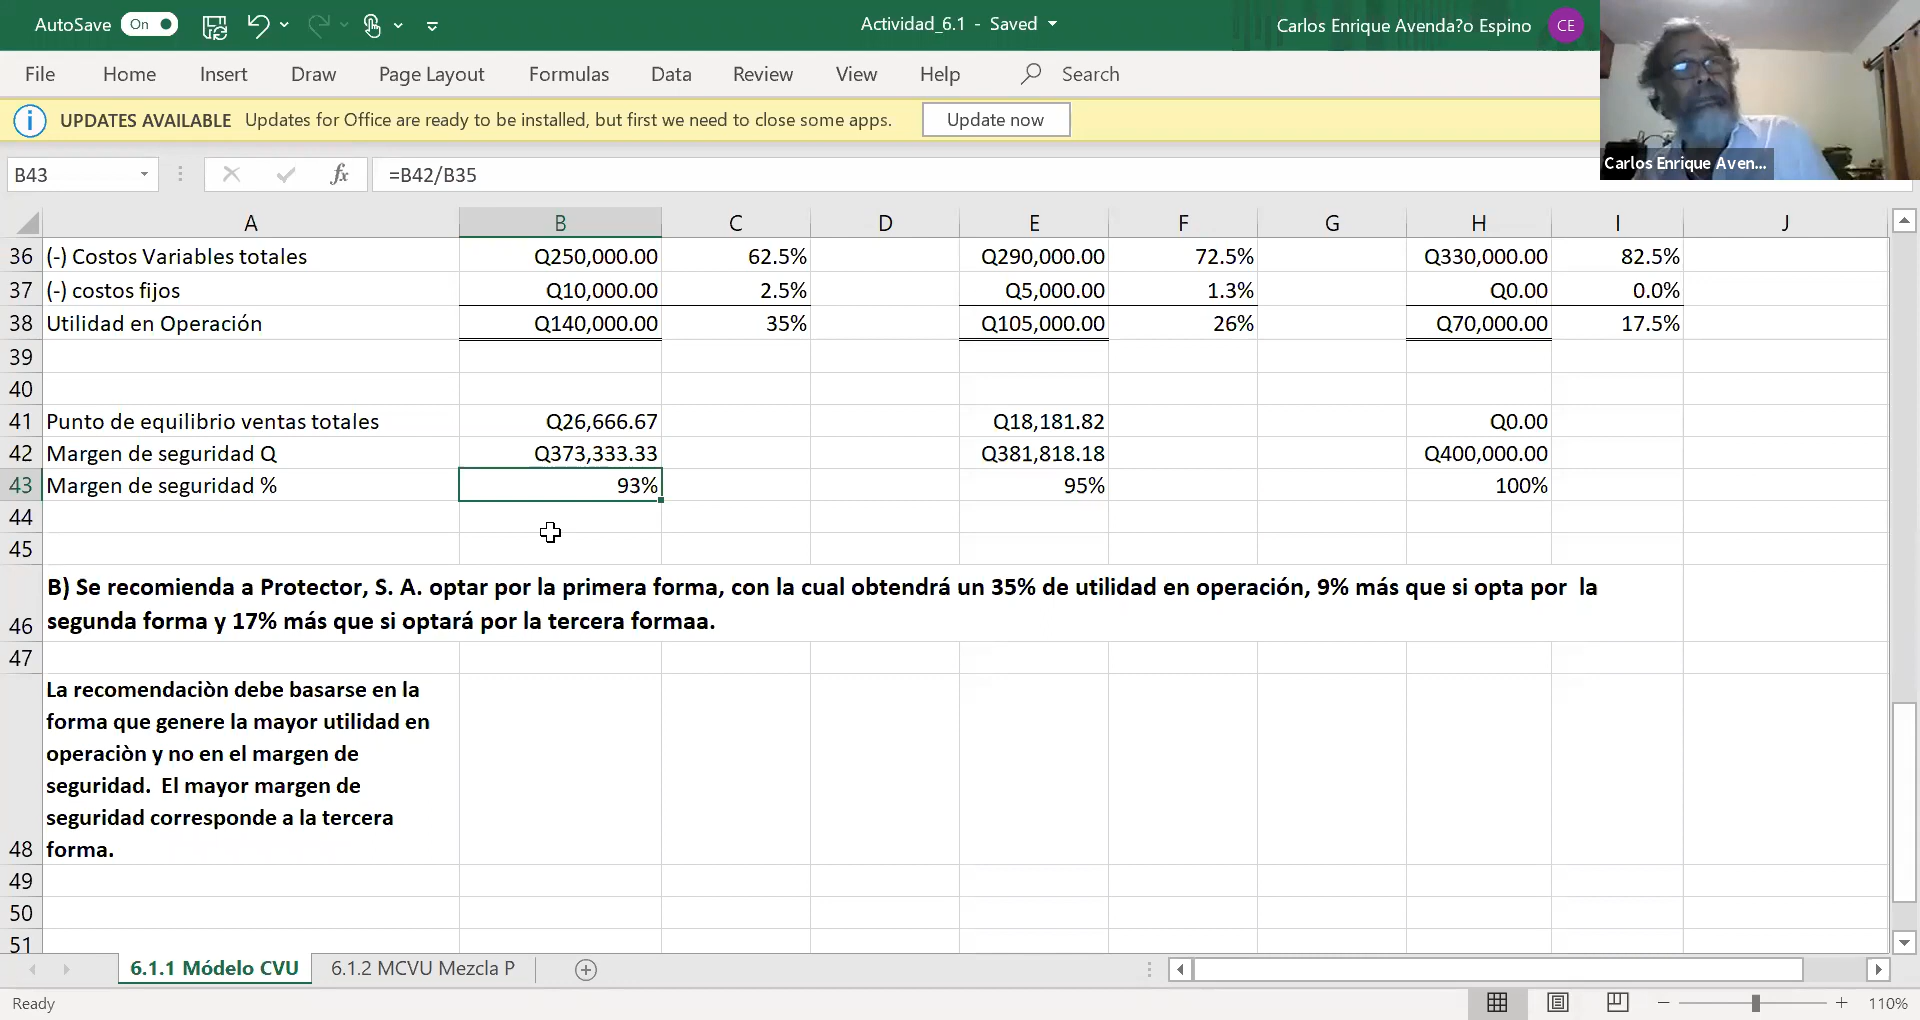 AutoSave On Actividad_6.1 - Saved Carlos Enrique Avenda?o Espino CE
File Home Insert Draw Page Layout Formulas Data Review View Help Search
UPDATES AVAILABLE Updates for Office are ready to be installed, but first we need to close some apps. Update now
Carlos Enrique Aven...
B43 fx =B42/B35
A B C D E F G H I J
36 (-) Costos Variables totales Q250,000.00 62.5% Q290,000.00 72.5% Q330,000.00 82.5%
37 (-) costos fijos Q10,000.00 2.5% Q5,000.00 1.3% Q0.00 0.0%
38 Utilidad en Operación Q140,000.00 35% Q105,000.00 26% Q70,000.00 17.5%
39
40
41 Punto de equilibrio ventas totales Q26,666.67 Q18,181.82 Q0.00
42 Margen de seguridad Q Q373,333.33 Q381,818.18 Q400,000.00
43 Margen de seguridad % 93% 95% 100%
44
45
B) Se recomienda a Protector, S. A. optar por la primera forma, con la cual obtendrá un 35% de utilidad en operación, 9% más que si opta por la
46 segunda forma y 17% más que si optará por la tercera formaa.
47
La recomendaciòn debe basarse en la
forma que genere la mayor utilidad en
operaciòn y no en el margen de
seguridad. El mayor margen de
seguridad corresponde a la tercera
48 forma.
49
50
51
6.1.1 Módelo CVU 6.1.2 MCVU Mezcla P
Ready 110%